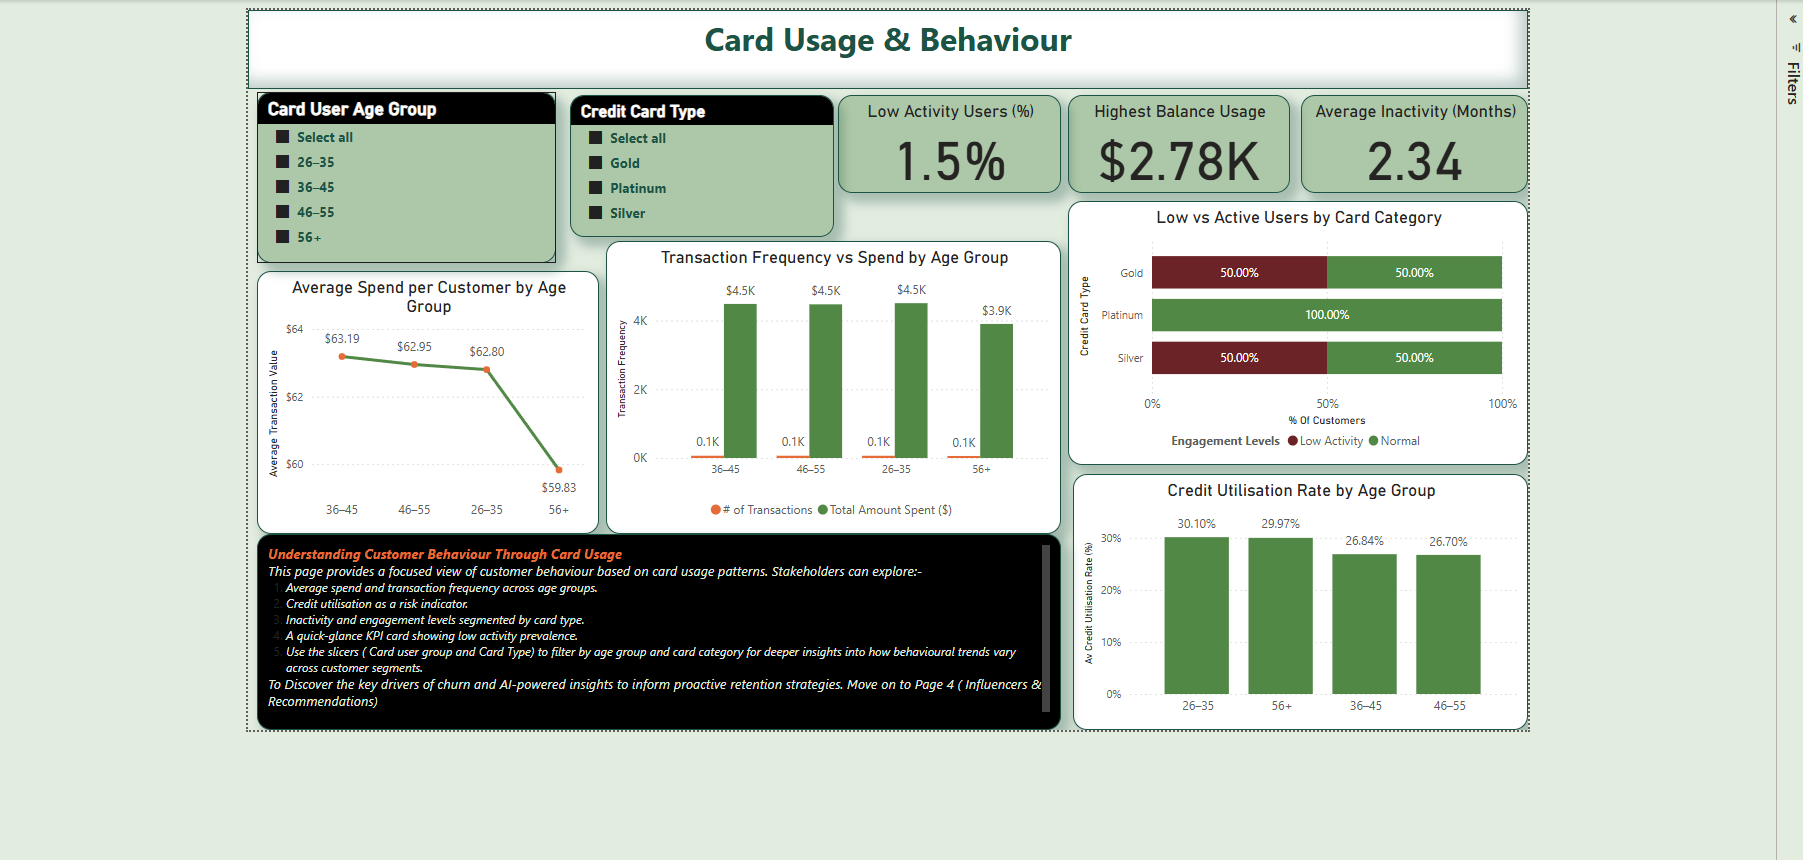 Card Usage & Behaviour
Card User Age Group
Select all
26–35
36–45
46–55
56+
Credit Card Type
Select all
Gold
Platinum
Silver
Low Activity Users (%)
1.5%
Highest Balance Usage
$2.78K
Average Inactivity (Months)
2.34
Filters
Average Spend per Customer by Age
Group
Average Transaction Value
$64
$62
$60
$63.19
$62.95
$62.80
$59.83
36–45
46–55
26–35
56+
Transaction Frequency vs Spend by Age Group
Transaction Frequency
4K
2K
0K
$4.5K
$4.5K
$4.5K
$3.9K
0.1K
0.1K
0.1K
0.1K
36–45
46–55
26–35
56+
# of Transactions
Total Amount Spent ($)
Low vs Active Users by Card Category
Credit Card Type
Gold
50.00%
50.00%
Platinum
100.00%
Silver
50.00%
50.00%
0%
50%
100%
% Of Customers
Engagement Levels Low Activity Normal
Credit Utilisation Rate by Age Group
Av Credit Utilisation Rate (%)
30%
20%
10%
0%
30.10%
29.97%
26.84%
26.70%
26–35
56+
36–45
46–55
Understanding Customer Behaviour Through Card Usage
This page provides a focused view of customer behaviour based on card usage patterns. Stakeholders can explore:-
1. Average spend and transaction frequency across age groups.
2. Credit utilisation as a risk indicator.
3. Inactivity and engagement levels segmented by card type.
4. A quick-glance KPI card showing low activity prevalence.
5. Use the slicers ( Card user group and Card Type) to filter by age group and card category for deeper insights into how behavioural trends vary
across customer segments.
To Discover the key drivers of churn and AI-powered insights to inform proactive retention strategies. Move on to Page 4 ( Influencers &
Recommendations)